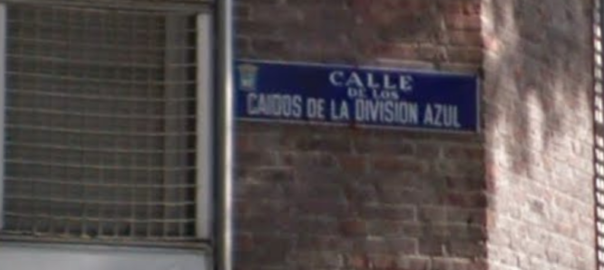 CALLE
DE LOS
CAIDOS DE LA DIVISION AZUL